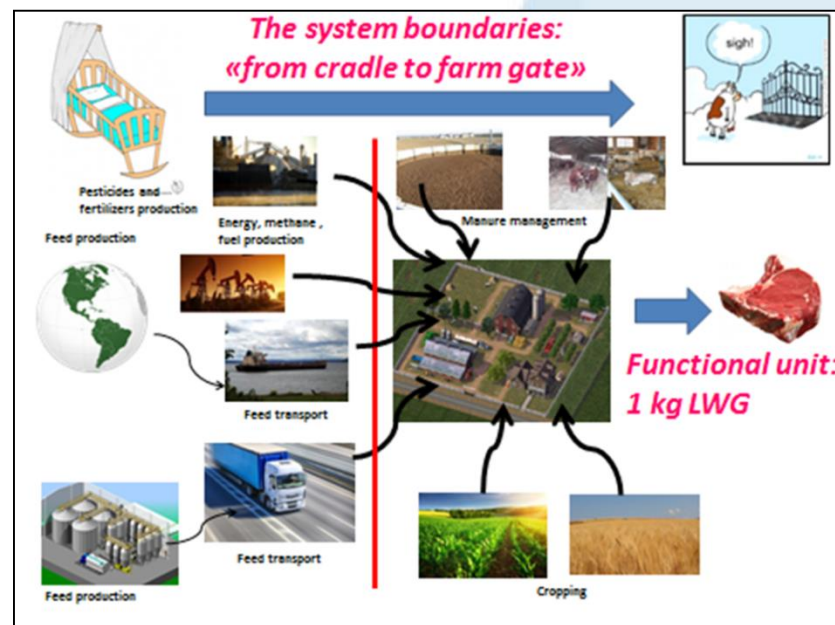 The system boundaries:
«from cradle to farm gate»
sigh!
Pesticides and
fertilizers production
Energy, methane ,
fuel production
Manure management
Feed production
Functional unit:
1 kg LWG
Feed transport
Feed transport
Feed production
Cropping